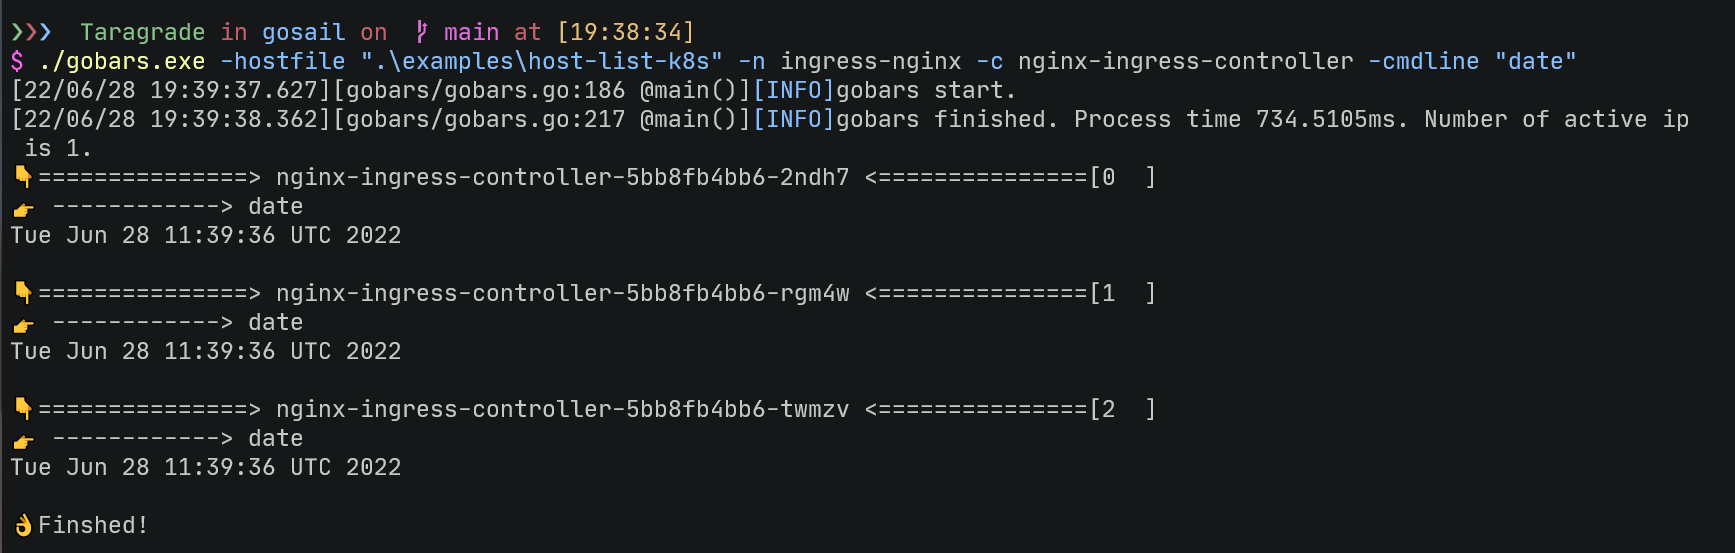 ❯❯❯  Taragrade in gosail on  main at [19:38:34]
$ ./gobars.exe -hostfile ".\examples\host-list-k8s" -n ingress-nginx -c nginx-ingress-controller -cmdline "date"
[22/06/28 19:39:37.627][gobars/gobars.go:186 @main()][INFO]gobars start.
[22/06/28 19:39:38.362][gobars/gobars.go:217 @main()][INFO]gobars finished. Process time 734.5105ms. Number of active ip
 is 1.
👇===============> nginx-ingress-controller-5bb8fb4bb6-2ndh7 <===============[0  ]
👉 ------------> date
Tue Jun 28 11:39:36 UTC 2022
👇===============> nginx-ingress-controller-5bb8fb4bb6-rgm4w <===============[1  ]
👉 ------------> date
Tue Jun 28 11:39:36 UTC 2022
👇===============> nginx-ingress-controller-5bb8fb4bb6-twmzv <===============[2  ]
👉 ------------> date
Tue Jun 28 11:39:36 UTC 2022
👌Finshed!